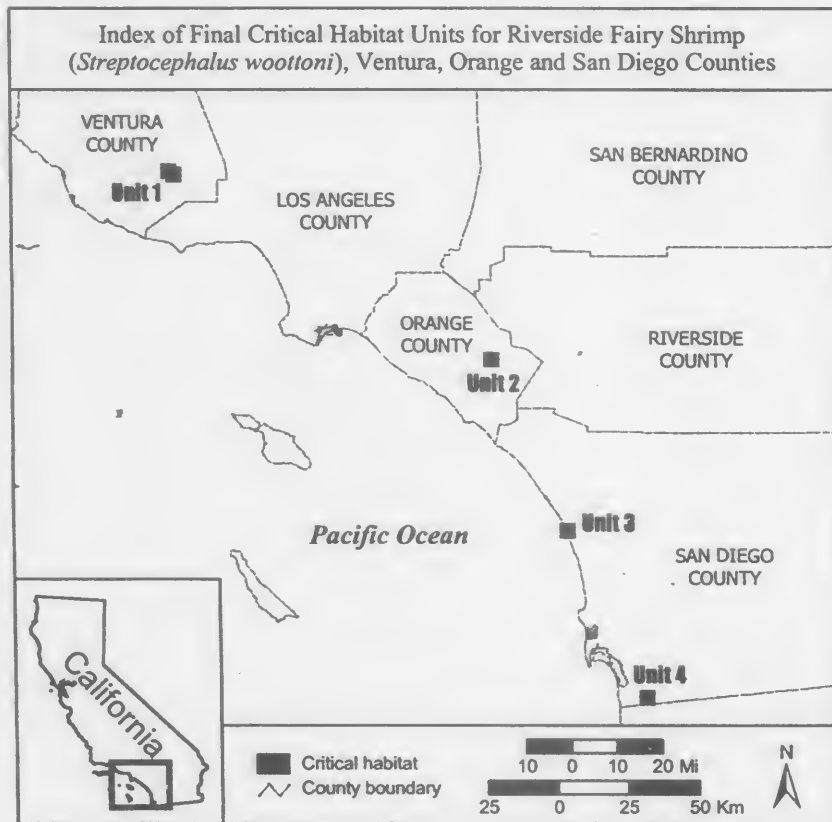 Index of Final Critical Habitat Units for Riverside Fairy Shrimp
(Streptocephalus woottoni), Ventura, Orange and San Diego Counties
VENTURA
COUNTY
Unit 1
LOS ANGELES
COUNTY
SAN BERNARDINO
COUNTY
ORANGE
COUNTY
Unit 2
RIVERSIDE
COUNTY
Pacific Ocean
Unit 3
SAN DIEGO
COUNTY
Unit 4
California
Critical habitat
County boundary
10 0 10 20 Mi
25 0 25 50 Km
N